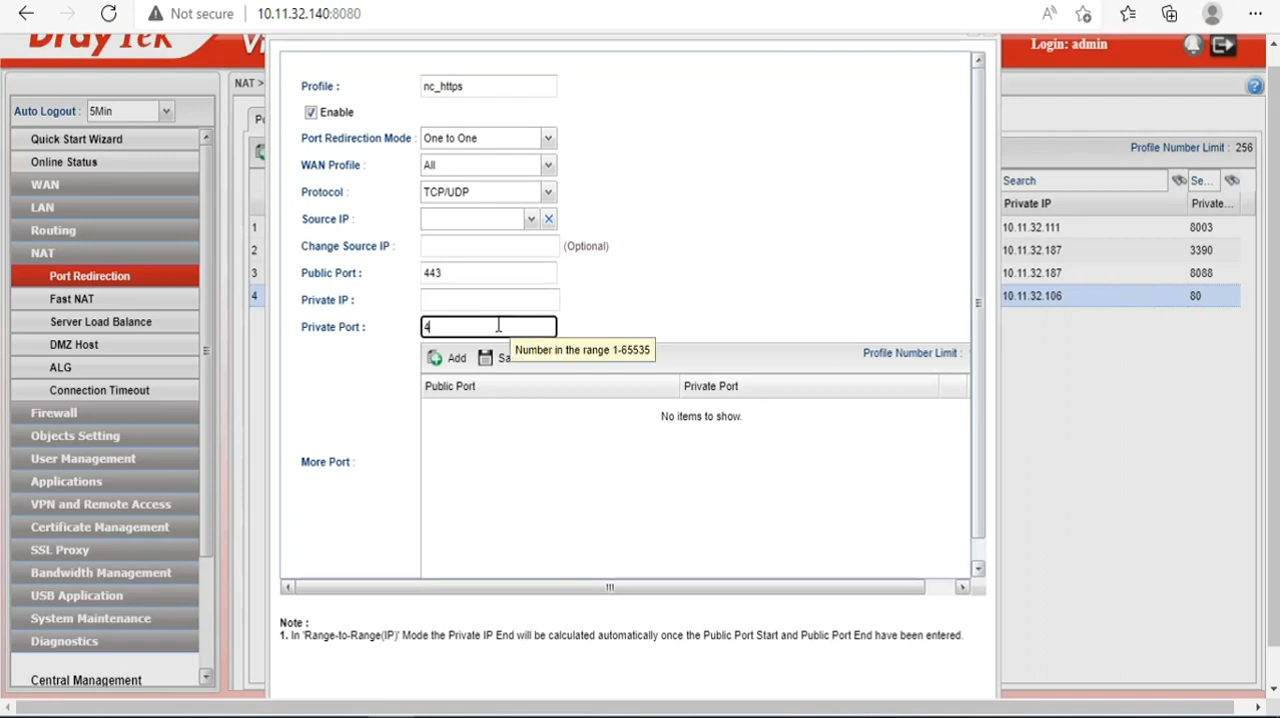 Not secure | 10.11.32.140:8080
DrayTek Vi
Login: admin
Auto Logout : 5Min
Quick Start Wizard
Online Status
WAN
LAN
Routing
NAT
Port Redirection
Fast NAT
Server Load Balance
DMZ Host
ALG
Connection Timeout
Firewall
Objects Setting
User Management
Applications
VPN and Remote Access
Certificate Management
SSL Proxy
Bandwidth Management
USB Application
System Maintenance
Diagnostics
Central Management
NAT >
1
2
3
4
Profile : nc_https
Enable
Port Redirection Mode : One to One
WAN Profile : All
Protocol : TCP/UDP
Source IP :
Change Source IP : (Optional)
Public Port : 443
Private IP :
Private Port : 4
Number in the range 1-65535
Add Sa
Profile Number Limit :
Public Port Private Port
No items to show.
More Port :
Note :
1. In 'Range-to-Range(IP)' Mode the Private IP End will be calculated automatically once the Public Port Start and Public Port End have been entered.
Profile Number Limit : 256
Search Se...
Private IP Private...
10.11.32.111 8003
10.11.32.187 3390
10.11.32.187 8088
10.11.32.106 80